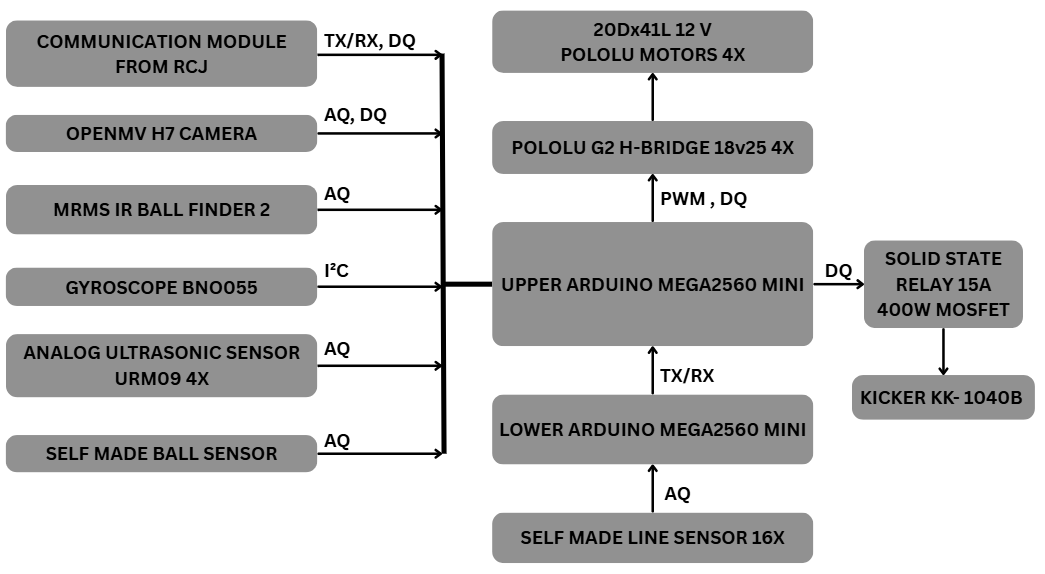 COMMUNICATION MODULE
FROM RCJ
TX/RX, DQ
OPENMV H7 CAMERA
AQ, DQ
MRMS IR BALL FINDER 2
AQ
GYROSCOPE BNO055
I²C
ANALOG ULTRASONIC SENSOR
URM09 4X
AQ
SELF MADE BALL SENSOR
AQ
20Dx41L 12 V
POLOLU MOTORS 4X
POLOLU G2 H-BRIDGE 18v25 4X
PWM , DQ
UPPER ARDUINO MEGA2560 MINI
TX/RX
LOWER ARDUINO MEGA2560 MINI
AQ
SELF MADE LINE SENSOR 16X
DQ
SOLID STATE
RELAY 15A
400W MOSFET
KICKER KK- 1040B